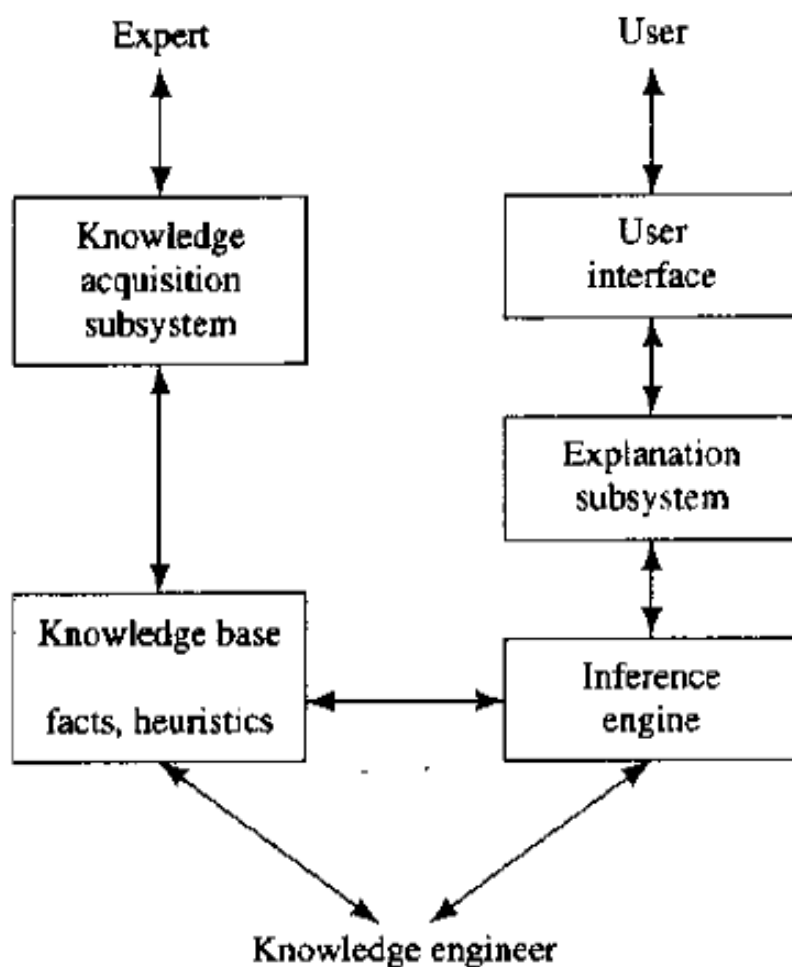 Expert
User
Knowledge
acquisition
subsystem
User
interface
Explanation
subsystem
Knowledge base
facts, heuristics
Inference
engine
Knowledge engineer